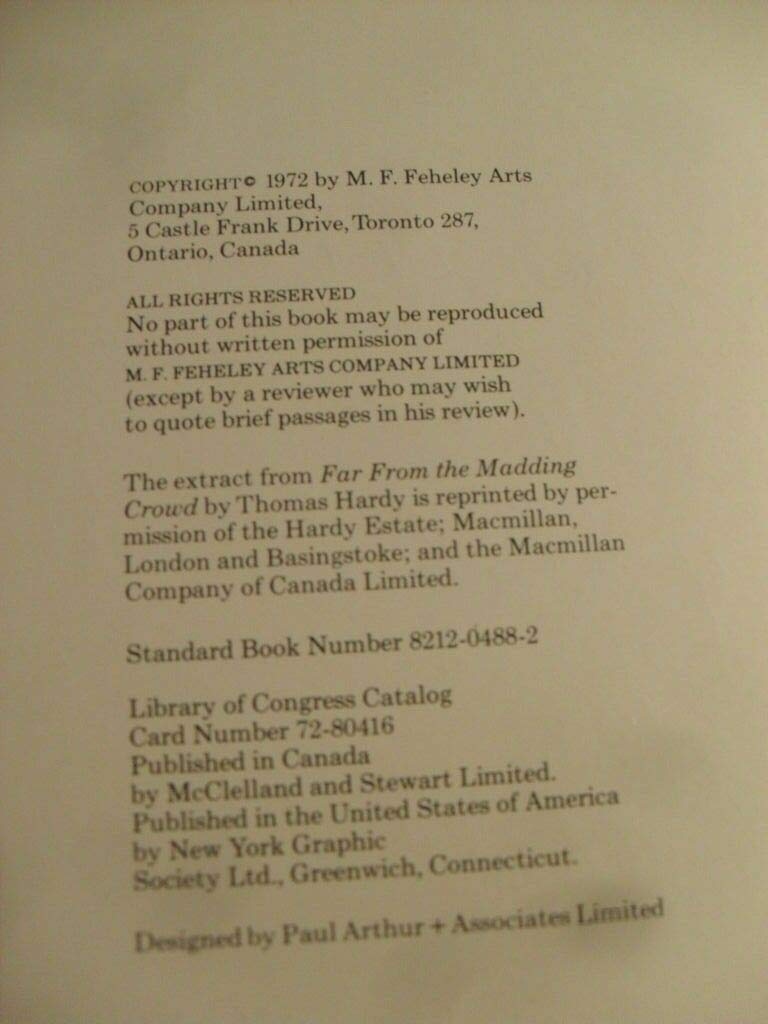 COPYRIGHT© 1972 by M. F. Feheley Arts
Company Limited,
5 Castle Frank Drive, Toronto 287,
Ontario, Canada
ALL RIGHTS RESERVED
No part of this book may be reproduced
without written permission of
M. F. FEHELEY ARTS COMPANY LIMITED
(except by a reviewer who may wish
to quote brief passages in his review).
The extract from Far From the Madding
Crowd by Thomas Hardy is reprinted by per-
mission of the Hardy Estate; Macmillan,
London and Basingstoke; and the Macmillan
Company of Canada Limited.
Standard Book Number 8212-0488-2
Library of Congress Catalog
Card Number 72-80416
Published in Canada
by McClelland and Stewart Limited.
Published in the United States of America
by New York Graphic
Society Ltd., Greenwich, Connecticut.
Designed by Paul Arthur + Associates Limited